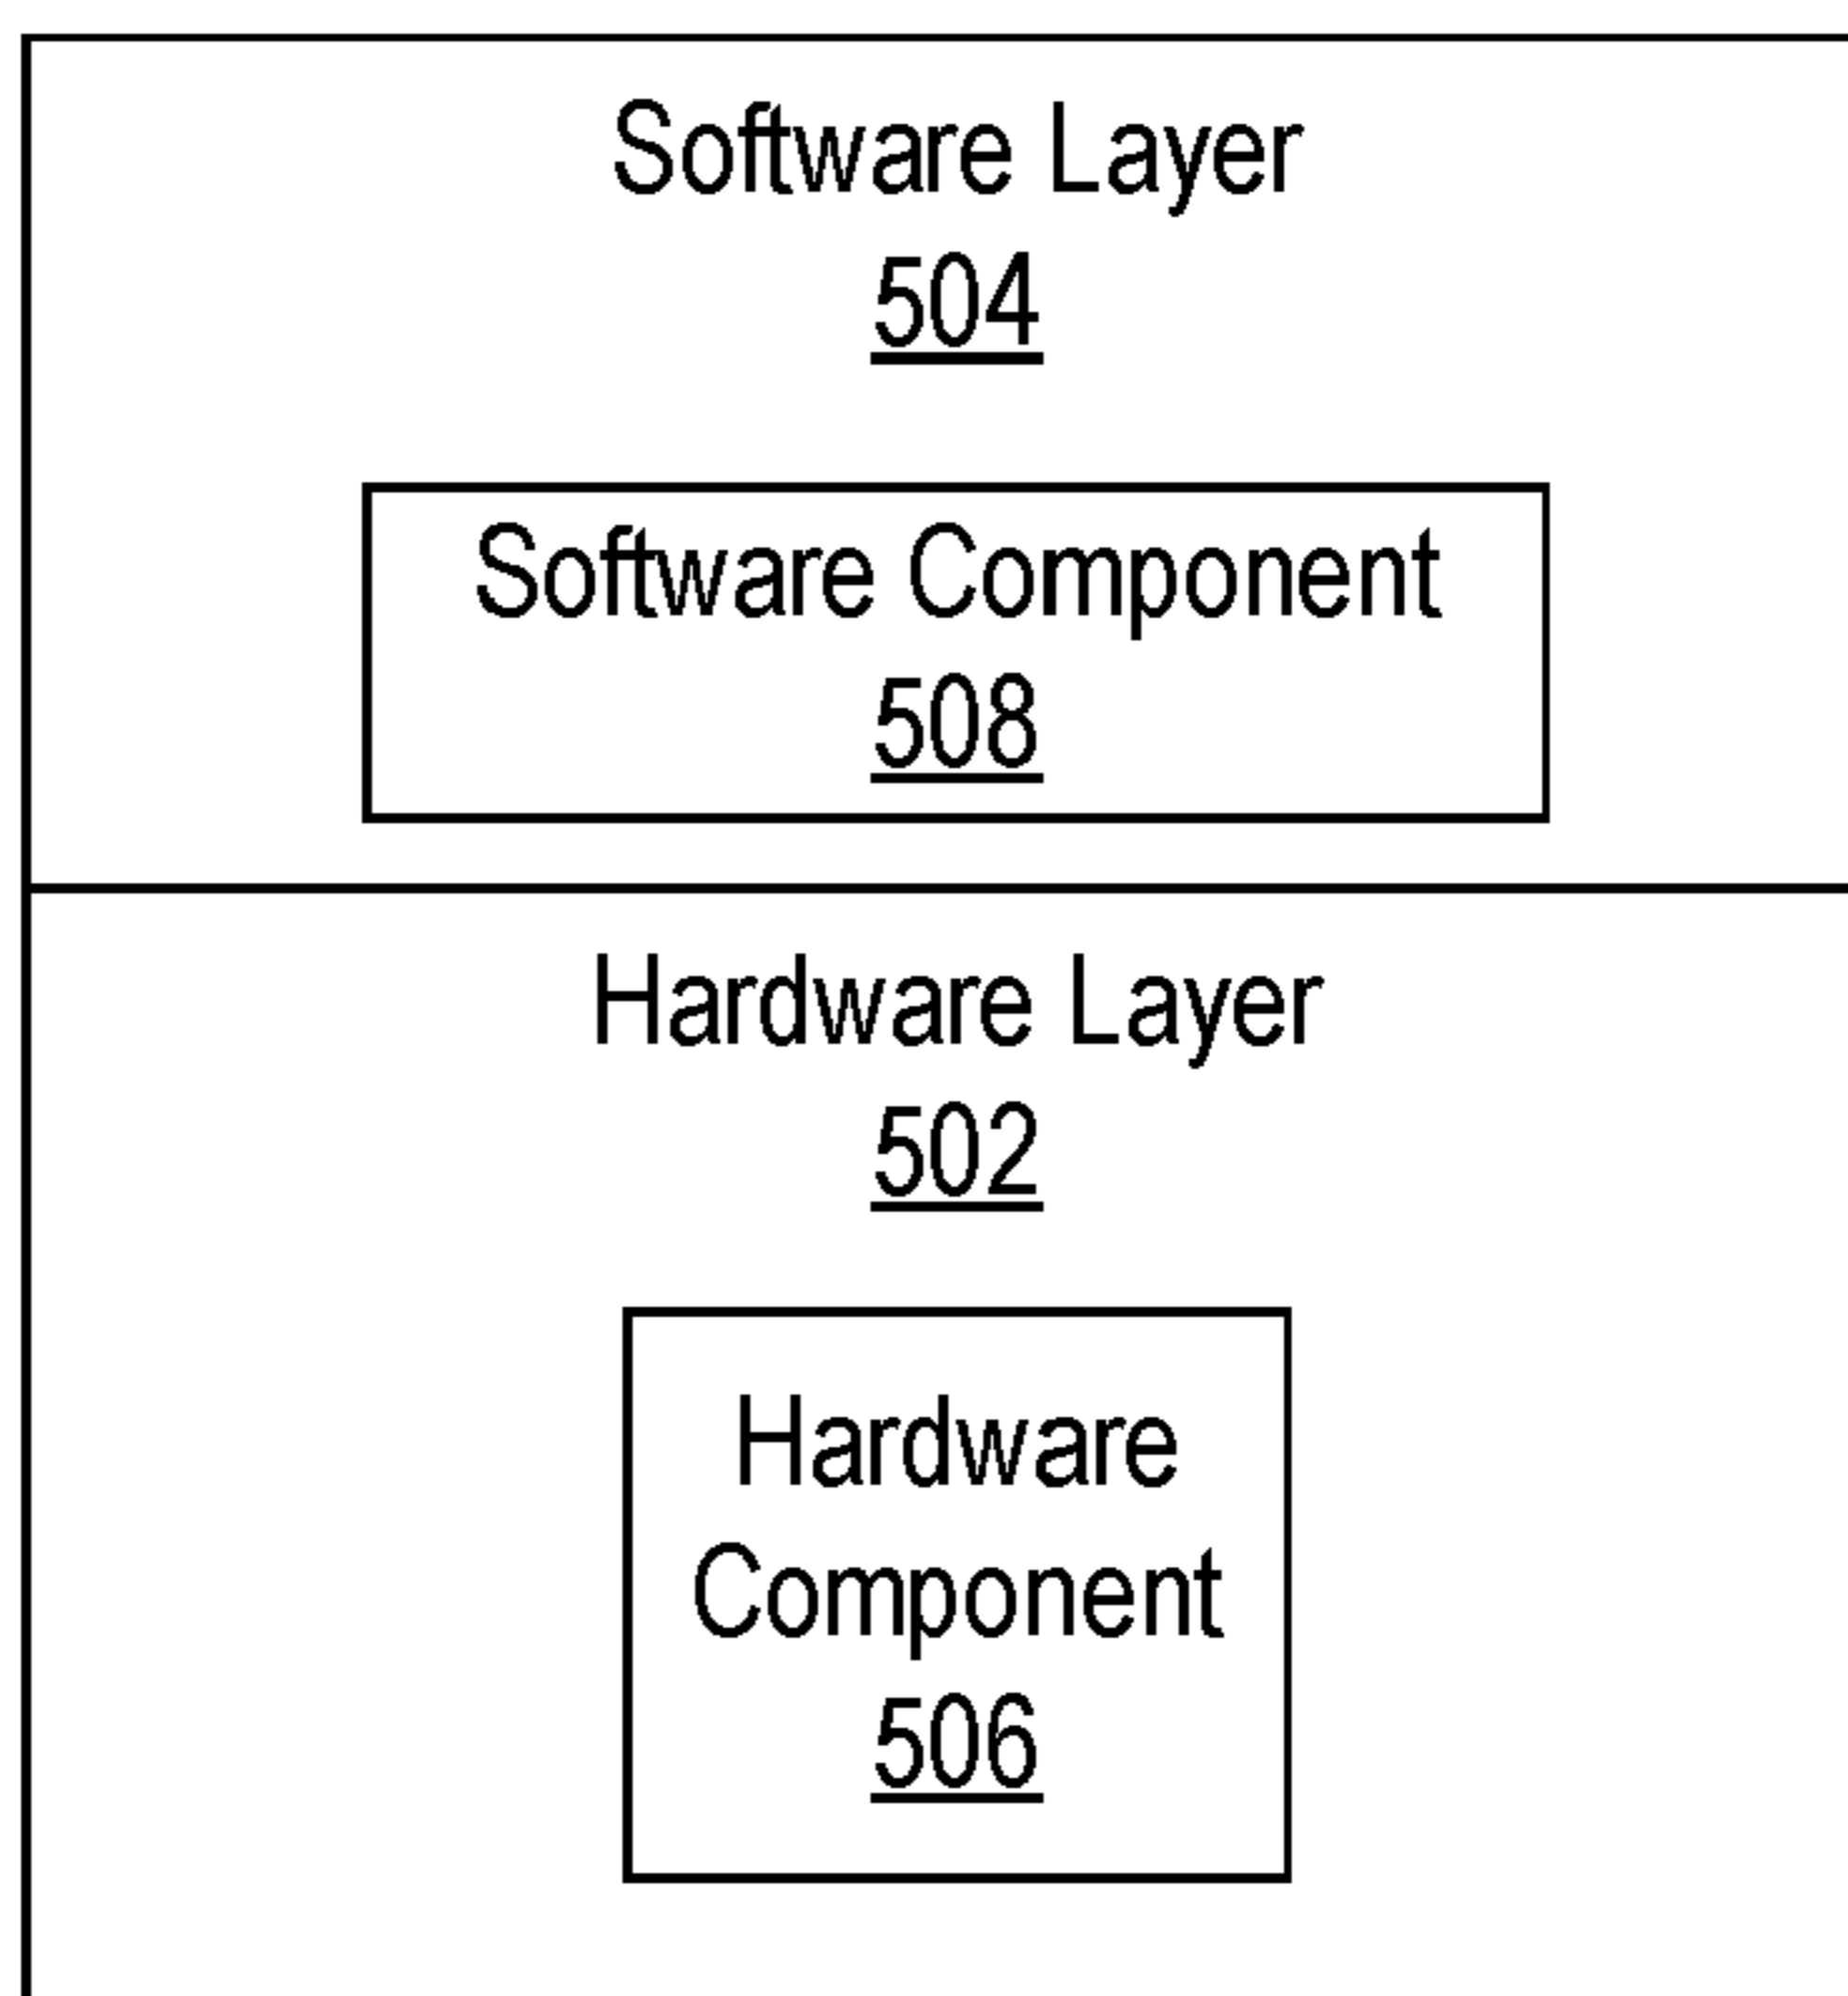 Software Layer
504
Software Component
508
Hardware Layer
502
Hardware
Component
506